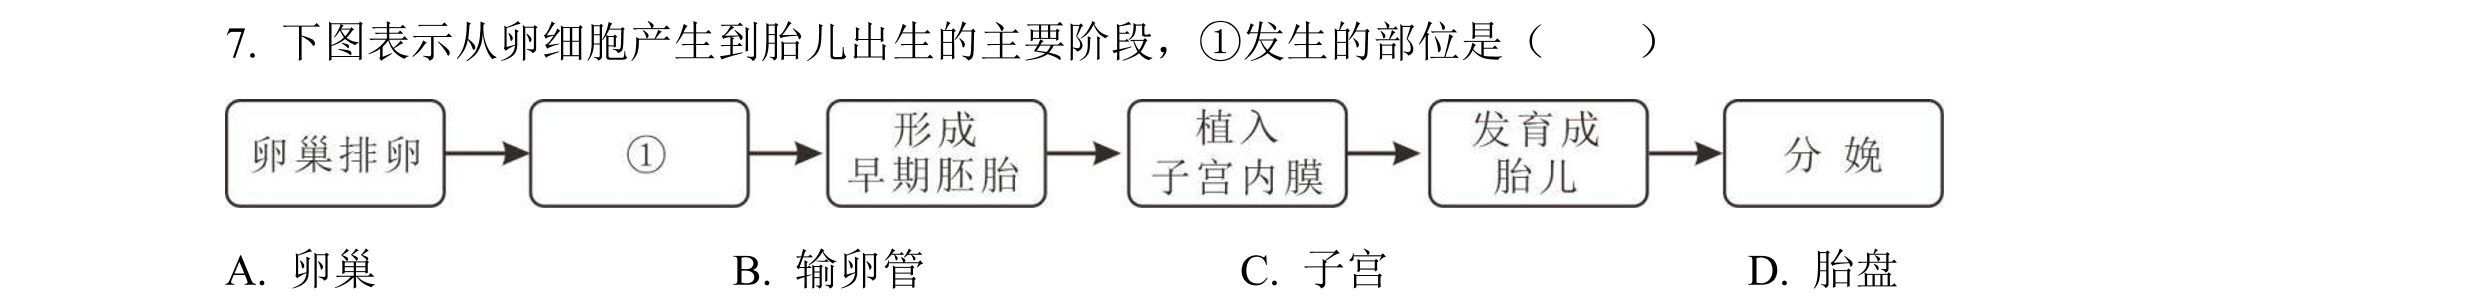 7. 下图表示从卵细胞产生到胎儿出生的主要阶段，①发生的部位是（　　）
卵巢排卵 ① 形成 植入 发育成 分 娩
早期胚胎 子宫内膜 胎儿
A. 卵巢 B. 输卵管 C. 子宫 D. 胎盘